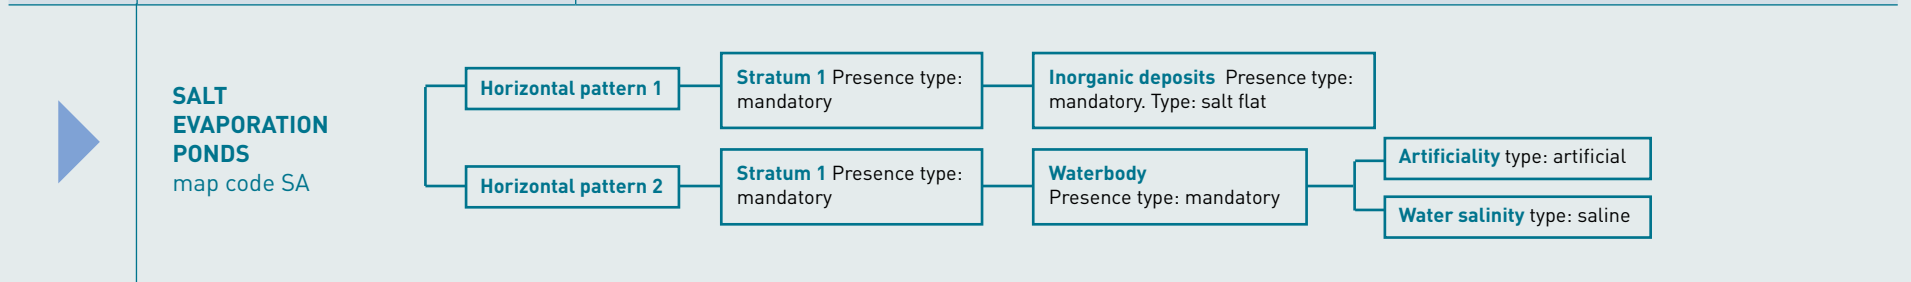 SALT
EVAPORATION
PONDS
map code SA
Horizontal pattern 1
Stratum 1 Presence type:
mandatory
Inorganic deposits Presence type:
mandatory. Type: salt flat
Horizontal pattern 2
Stratum 1 Presence type:
mandatory
Waterbody
Presence type: mandatory
Artificiality type: artificial
Water salinity type: saline